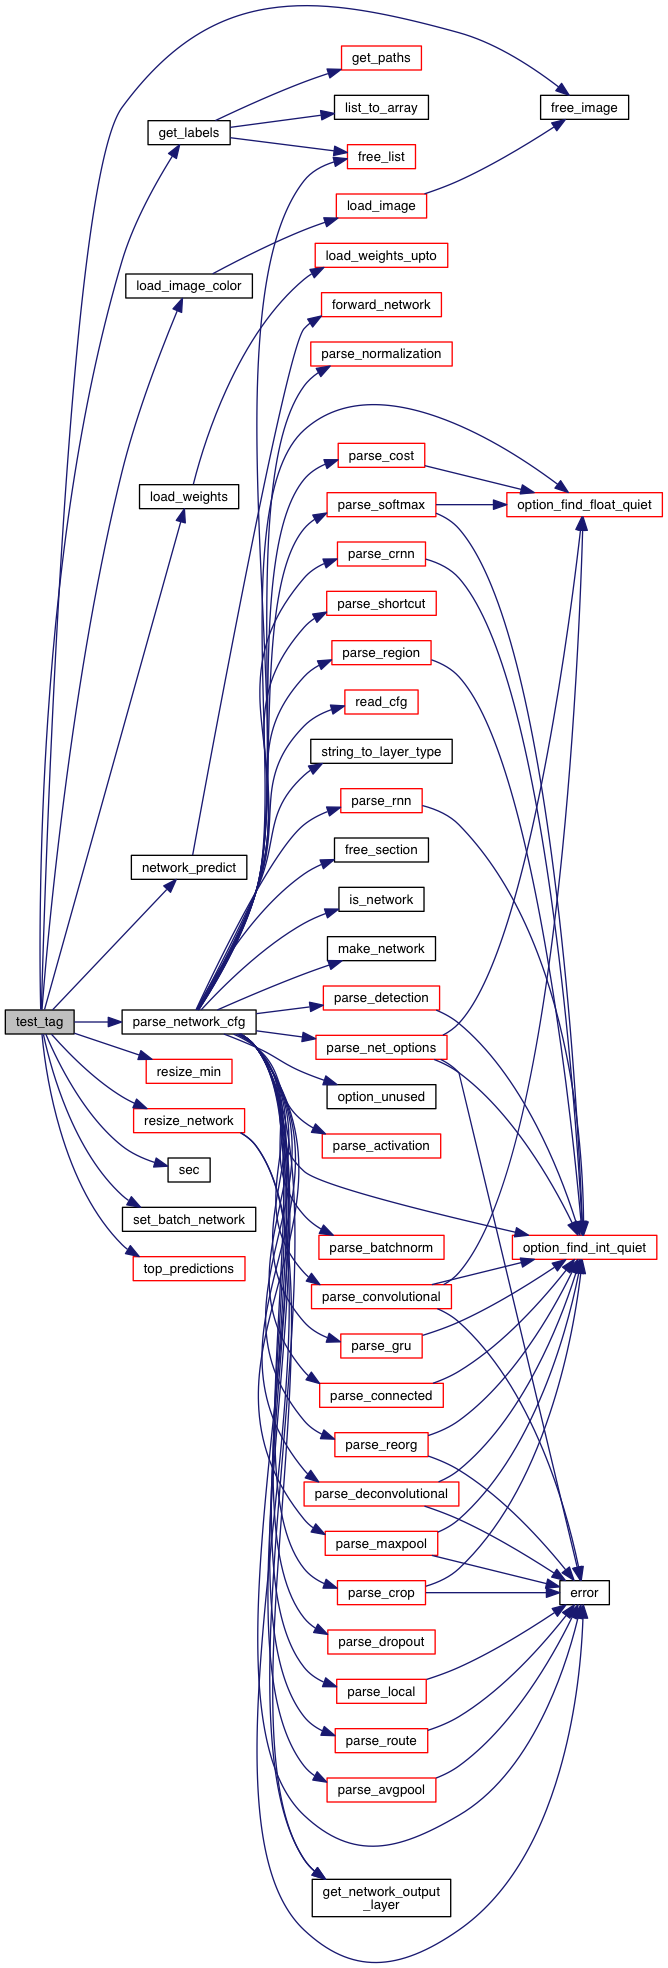 get_paths
list_to_array
free_image
get_labels
free_list
load_image
load_weights_upto
load_image_color
forward_network
parse_normalization
parse_cost
load_weights
parse_softmax
option_find_float_quiet
parse_crnn
parse_shortcut
parse_region
read_cfg
string_to_layer_type
parse_rnn
free_section
network_predict
is_network
make_network
parse_detection
test_tag
parse_network_cfg
parse_net_options
resize_min
option_unused
resize_network
parse_activation
sec
set_batch_network
parse_batchnorm
option_find_int_quiet
top_predictions
parse_convolutional
parse_gru
parse_connected
parse_reorg
parse_deconvolutional
parse_maxpool
parse_crop
error
parse_dropout
parse_local
parse_route
parse_avgpool
get_network_output
_layer